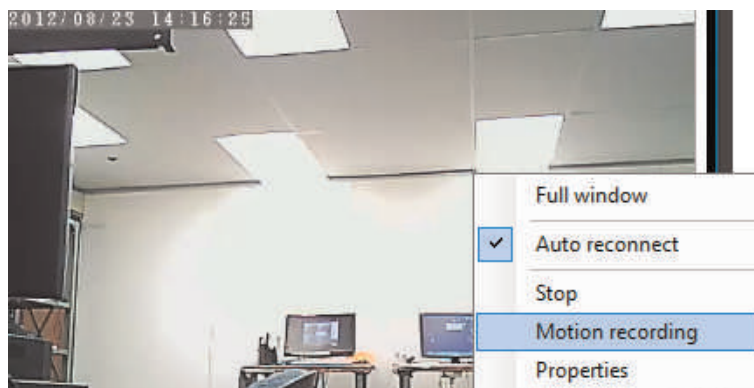 2012/08/23 14:16:25
Full window
Auto reconnect
Stop
Motion recording
Properties